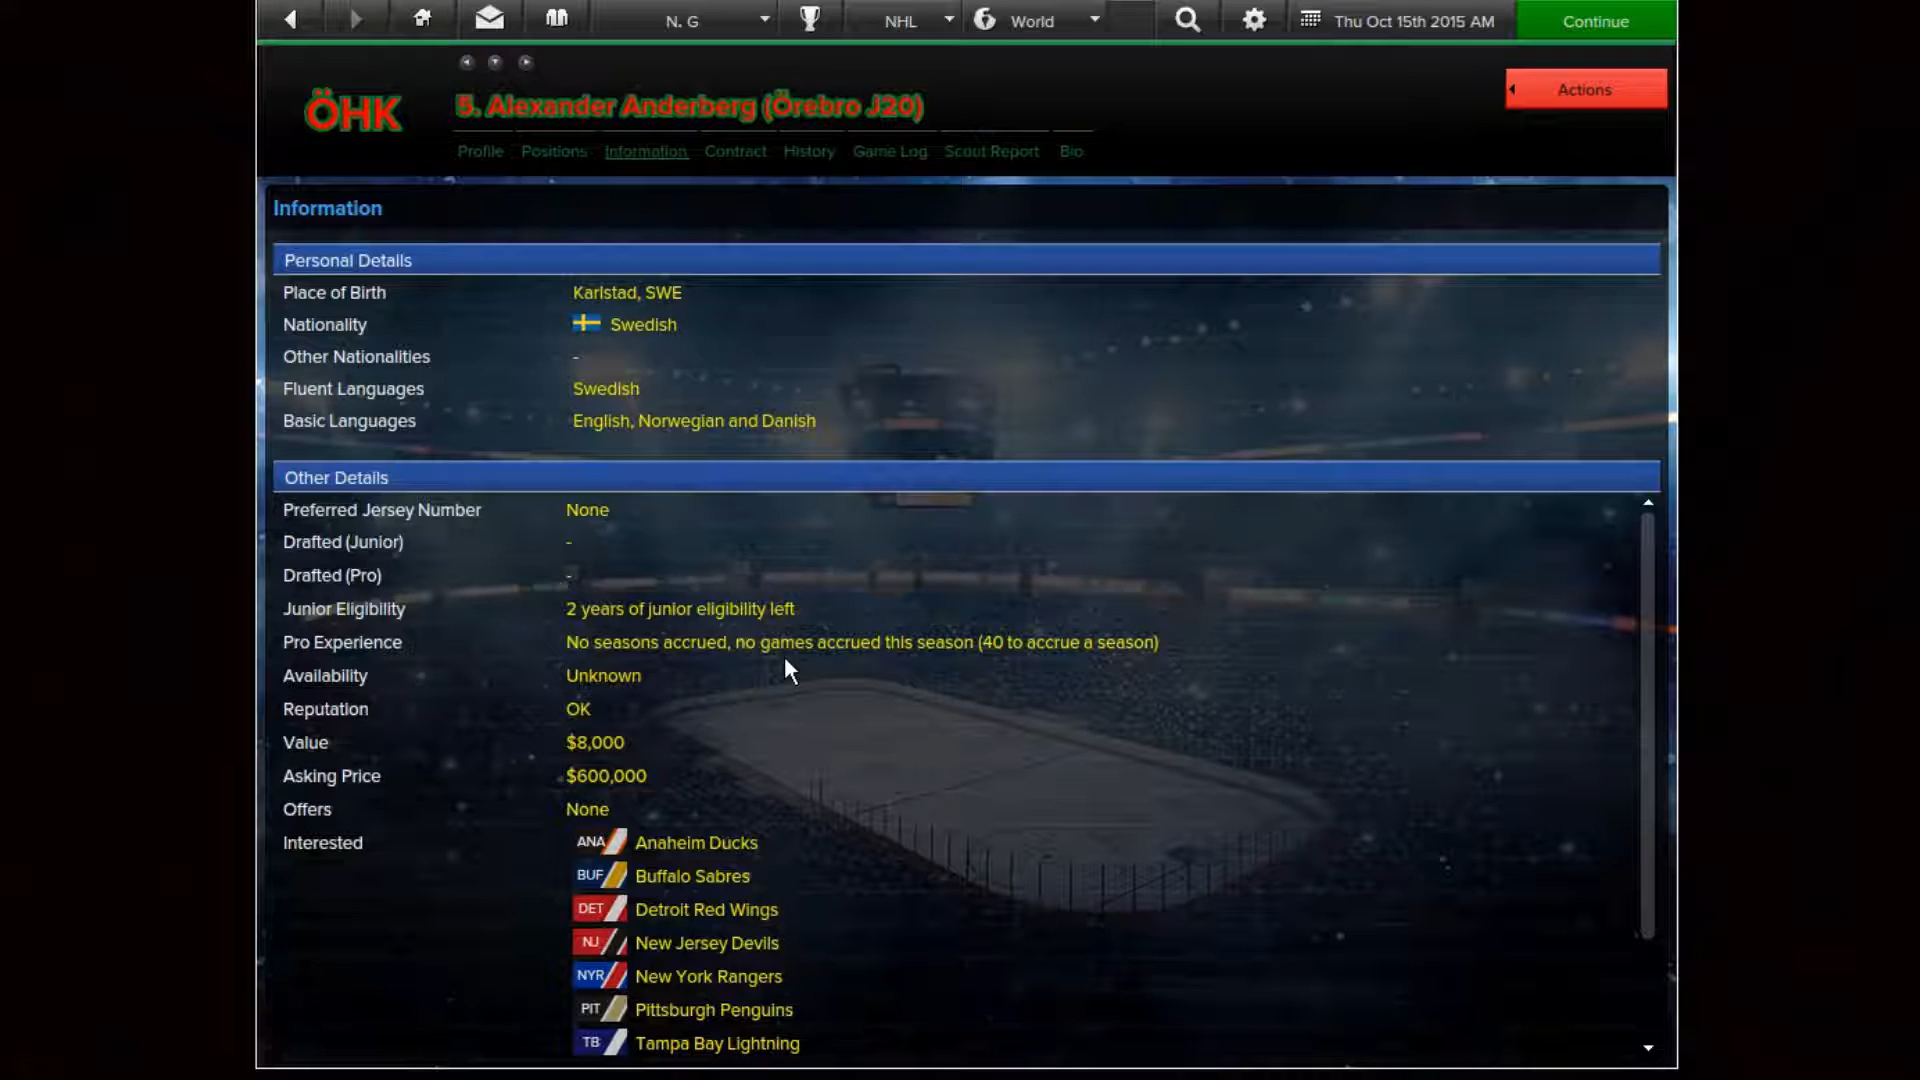 N. G
NHL
World
Thu Oct 15th 2015 AM
Continue
ÖHK
5. Alexander Anderberg (Örebro J20)
Actions
Profile Positions Information Contract History Game Log Scout Report Bio
Information
Personal Details
Place of Birth Karlstad, SWE
Nationality Swedish
Other Nationalities -
Fluent Languages Swedish
Basic Languages English, Norwegian and Danish
Other Details
Preferred Jersey Number None
Drafted (Junior) -
Drafted (Pro) -
Junior Eligibility 2 years of junior eligibility left
Pro Experience No seasons accrued, no games accrued this season (40 to accrue a season)
Availability Unknown
Reputation OK
Value $8,000
Asking Price $600,000
Offers None
Interested ANA Anaheim Ducks
BUF Buffalo Sabres
DET Detroit Red Wings
NJ New Jersey Devils
NYR New York Rangers
PIT Pittsburgh Penguins
TB Tampa Bay Lightning